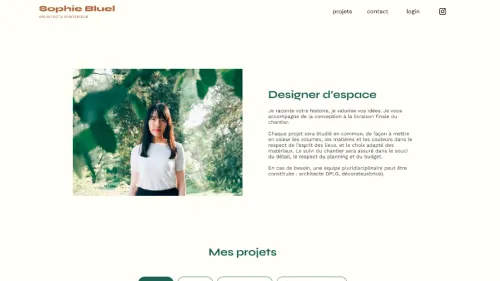 Sophie Bluel
ARCHITECTE D'INTÉRIEUR
projets
contact
login
Designer d'espace
Je raconte votre histoire, je valorise vos idées. Je vous
accompagne de la conception à la livraison finale du
chantier.
Chaque projet sera étudié en commun, de façon à mettre
en valeur les volumes, les matières et les couleurs dans le
respect de l'esprit des lieux, et le choix adapté des
matériaux. Le suivi du chantier sera assuré dans le souci
du détail, le respect du planning et du budget.
En cas de besoin, une équipe pluridisciplinaire peut être
constituée : architecte DPLG, décorateur(trice).
Mes projets